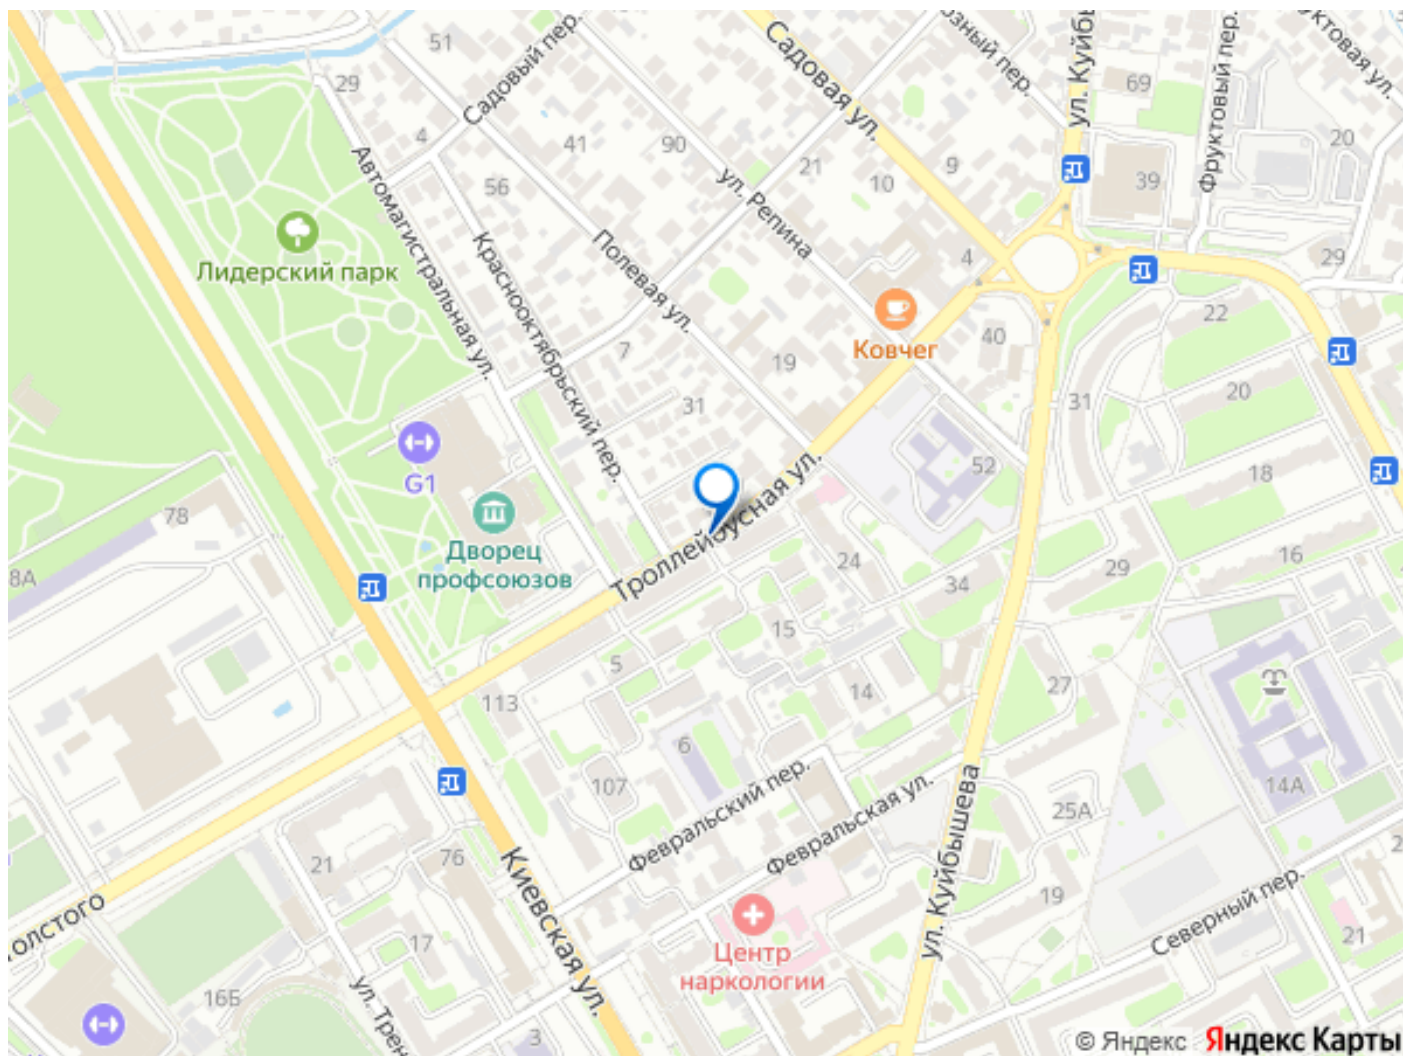 51
29
Садовый пер.
Садовая ул.
озный пер.
ул. Куйбы
69
Фруктовый пер.
уктовая ул.
20
4
41
90
21
9
10
39
56
Автомагистральная ул.
ул. Репина
Лидерский парк
Краснооктябрьский пер.
Полевая ул.
4
29
22
Ковчег
40
7
19
31
31
20
G1
52
18
78
Дворец
профсоюзов
Троллейбусная ул.
24
34
29
16
8А
15
5
14
27
113
6
107
14А
Февральский пер.
Февральская ул.
25А
ул. Куйбышева
21
76
Киевская ул.
19
Северный пер.
2
21
олстого
17
Центр
наркологии
16Б
ул. Трен
3
© Яндекс Яндекс Карты